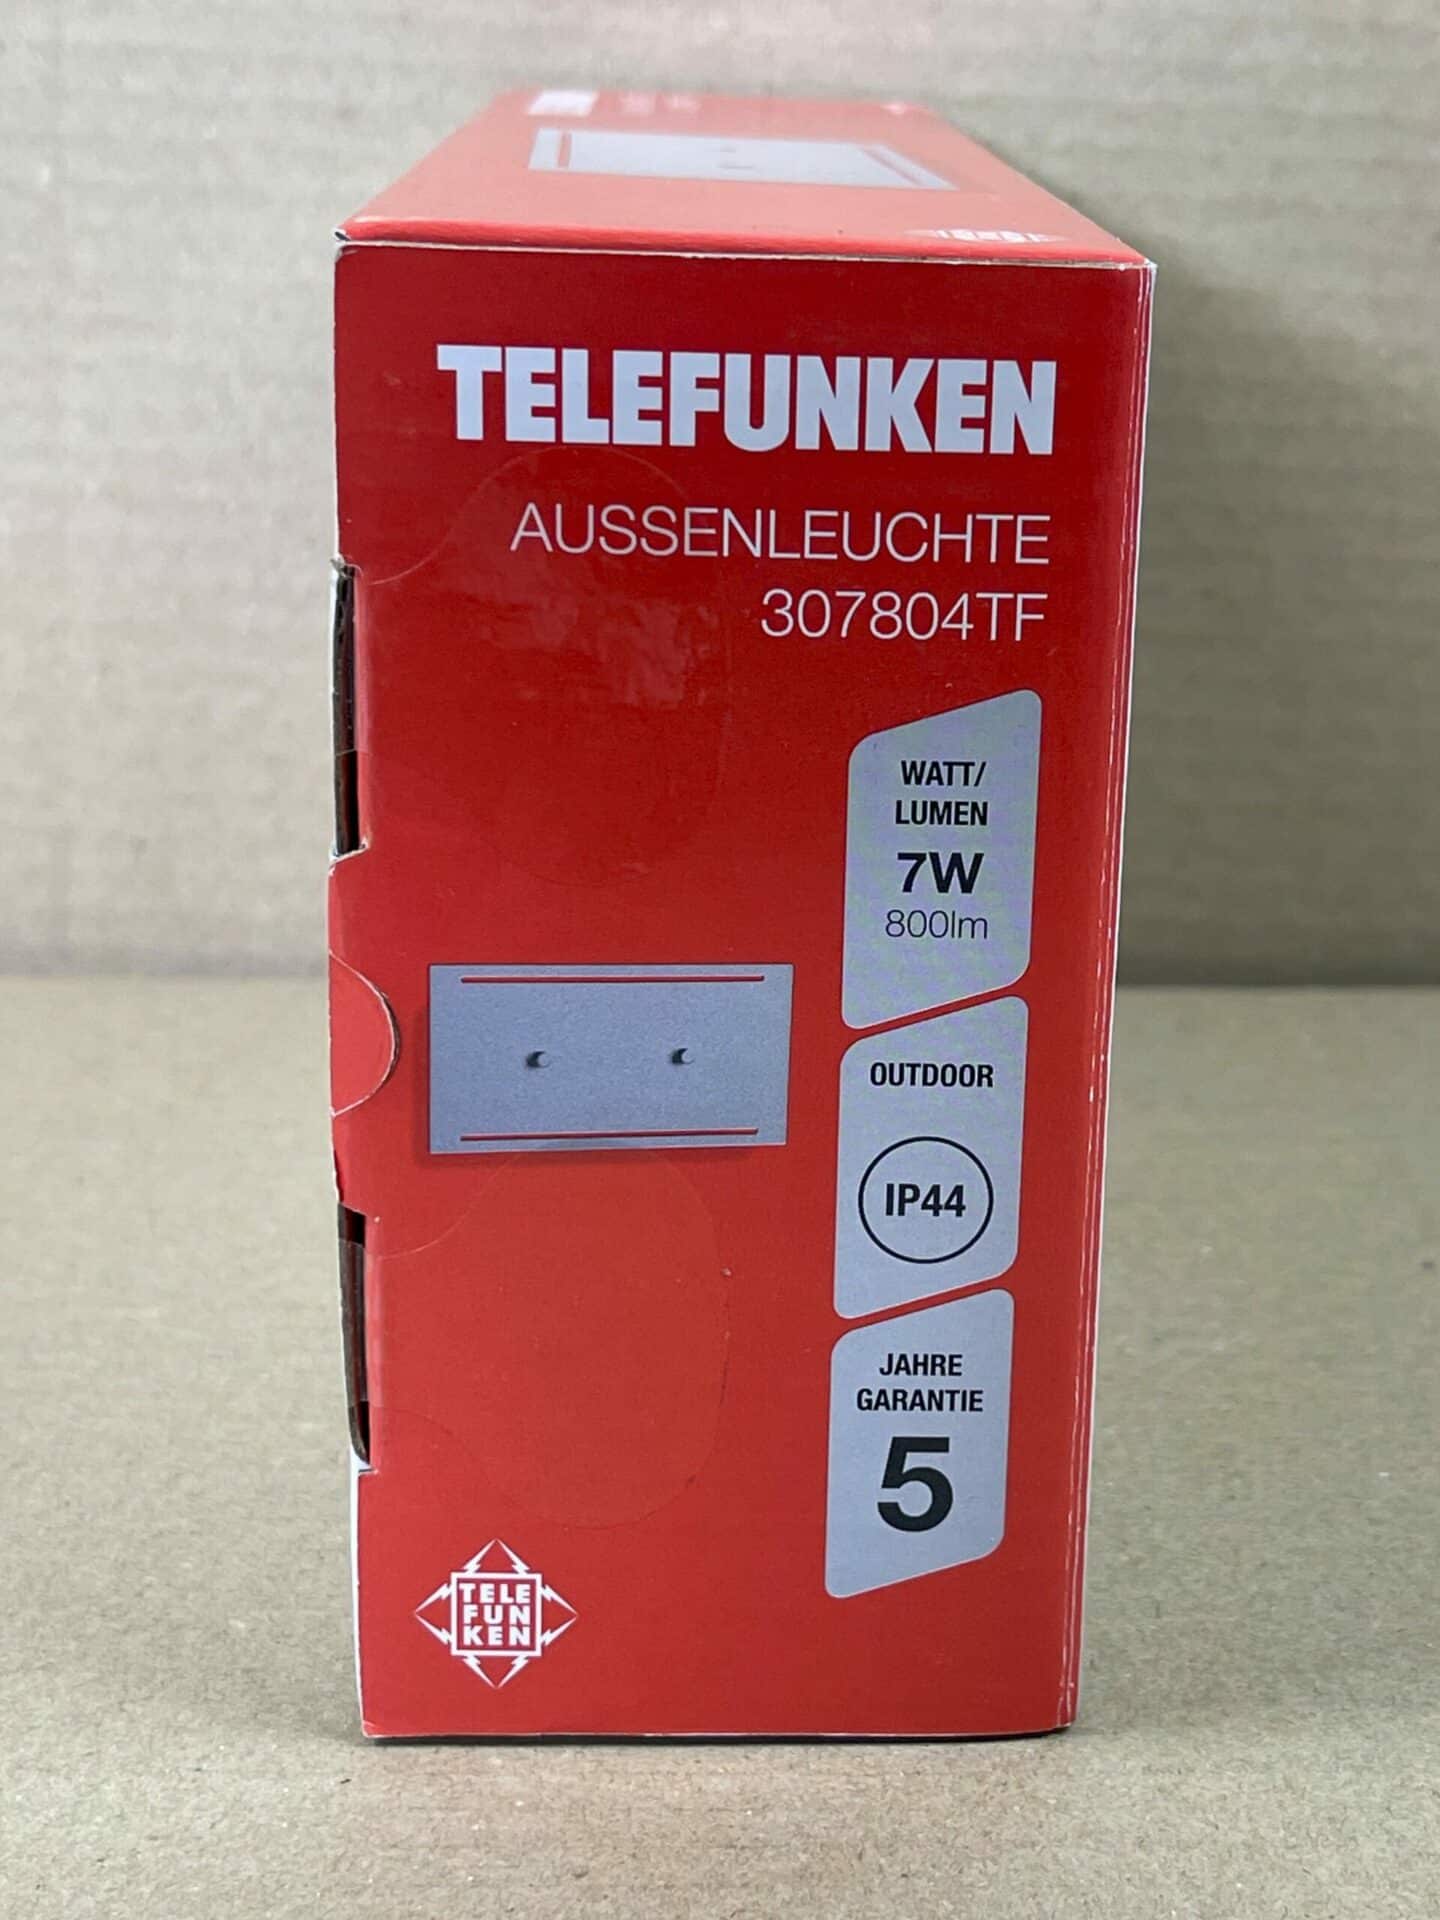 TELEFUNKEN
AUSSENLEUCHTE
307804TF
WATT/
LUMEN
7W
800lm
OUTDOOR
IP44
JAHRE
GARANTIE
5
TELE
FUN
KEN